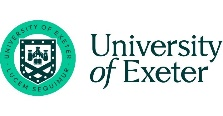 UNIVERSITY OF EXETER
LUCEM SEQUIMUR
University
of Exeter